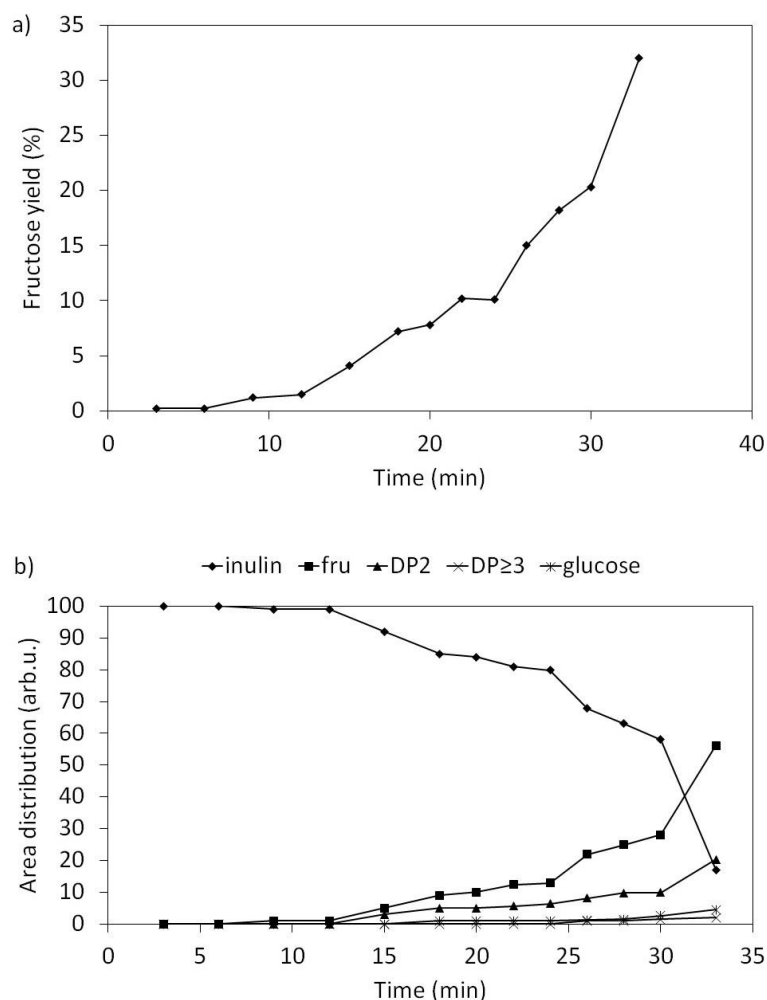 a)
35
30
25
20
15
10
5
0
Fructose yield (%)
0 10 20 30 40
Time (min)
b)
inulin fru DP2 DP≥3 glucose
100
90
80
70
60
50
40
30
20
10
0
Area distribution (arb.u.)
0 5 10 15 20 25 30 35
Time (min)